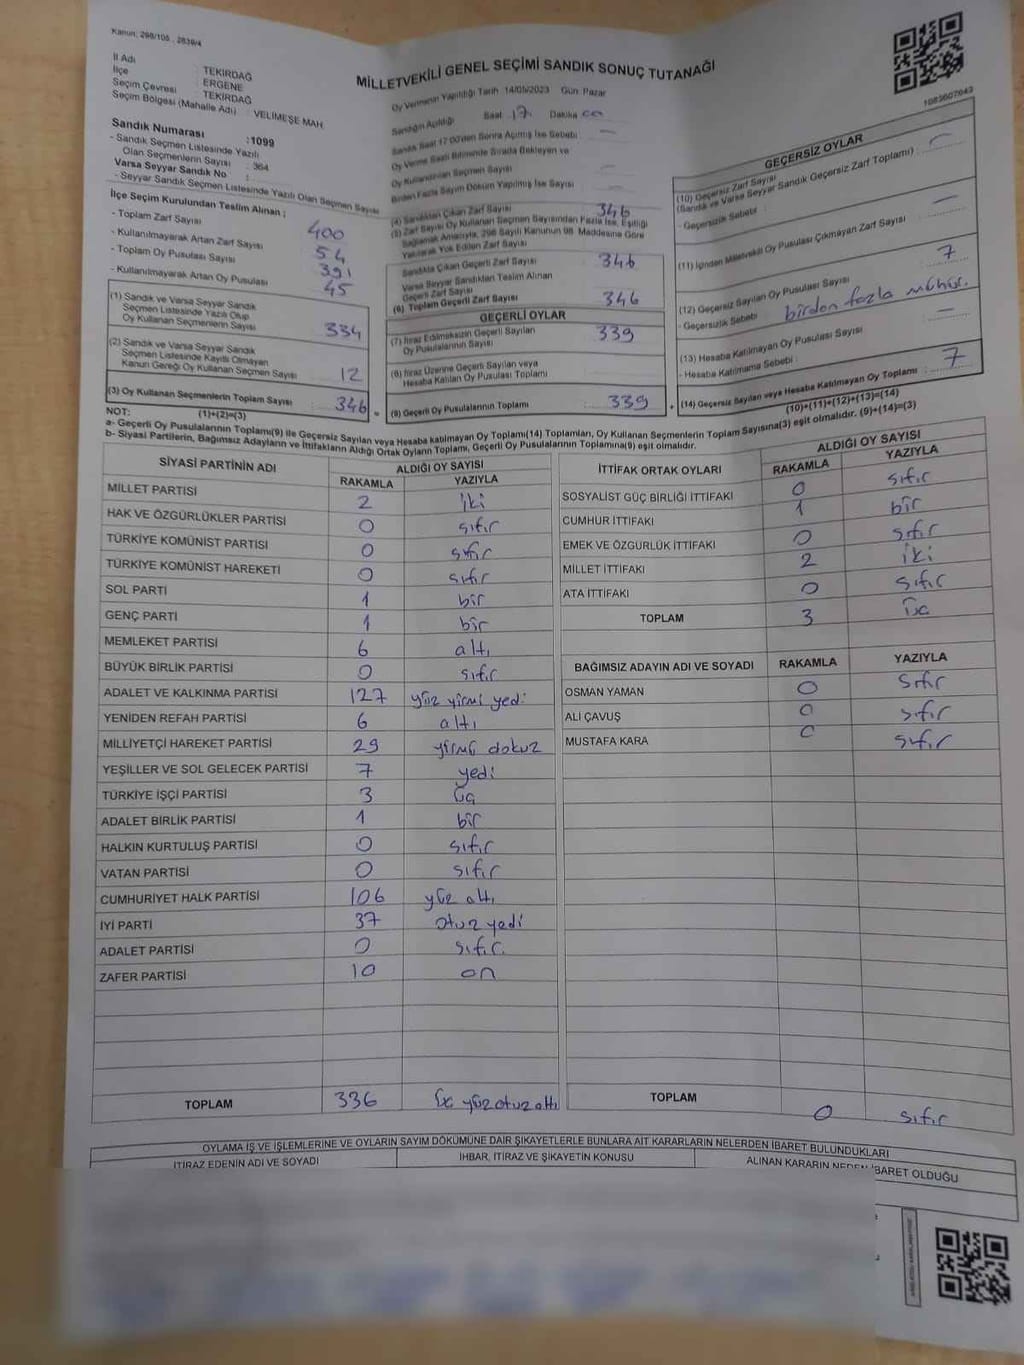 Kanun; 298/105 , 2839/4
MİLLETVEKİLİ GENEL SEÇİMİ SANDIK SONUÇ TUTANAĞI
1083607043
İl Adı : TEKİRDAĞ
İlçe : ERGENE
Seçim Çevresi : TEKİRDAĞ
Seçim Bölgesi (Mahalle Adı) : VELİMEŞE MAH.
Sandık Numarası :1099
- Sandık Seçmen Listesinde Yazılı
Olan Seçmenlerin Sayısı : 364
Varsa Seyyar Sandık No :
- Seyyar Sandık Seçmen Listesinde Yazılı Olan Seçmen Sayısı
İlçe Seçim Kurulundan Teslim Alınan ;
- Toplam Zarf Sayısı 400
- Kullanılmayarak Artan Zarf Sayısı 54
- Toplam Oy Pusulası Sayısı 391
- Kullanılmayarak Artan Oy Pusulası 45
(1) Sandık ve Varsa Seyyar Sandık
Seçmen Listesinde Yazılı Olup
Oy Kullanan Seçmenlerin Sayısı 334
(2) Sandık ve Varsa Seyyar Sandık
Seçmen Listesinde Kayıtlı Olmayan
Kanun Gereği Oy Kullanan Seçmen Sayısı 12
(3) Oy Kullanan Seçmenlerin Toplam Sayısı 346
Oy Vermenin Yapıldığı Tarih 14/05/2023 Gün Pazar
Sandığın Açıldığı Saat 17 Dakika 00
Sandık Saat 17:00'den Sonra Açılmış İse Sebebi —
Oy Verme Saati Bitiminde Sırada Bekleyen ve
Oy Kullandırılan Seçmen Sayısı —
Birden Fazla Sayım Döküm Yapılmış İse Sayısı —
(4) Sandıktan Çıkan Zarf Sayısı 346
(5) Zarf Sayısı Oy Kullanan Seçmen Sayısından Fazla İse, Eşitliği
Sağlamak Amacıyla, 298 Sayılı Kanunun 98. Maddesine Göre
Yakılarak Yok Edilen Zarf Sayısı
Sandıkta Çıkan Geçerli Zarf Sayısı 346
Varsa Seyyar Sandıktan Teslim Alınan
Geçerli Zarf Sayısı
(6) Toplam Geçerli Zarf Sayısı 346
GEÇERLİ OYLAR
(7) İtiraz Edilmeksizin Geçerli Sayılan
Oy Pusulalarının Sayısı 339
(8) İtiraz Üzerine Geçerli Sayılan veya
Hesaba Katılan Oy Pusulası Toplamı
(9) Geçerli Oy Pusulalarının Toplamı : 339
GEÇERSİZ OYLAR
(10) Geçersiz Zarf Sayısı
(Sandık ve Varsa Seyyar Sandık Geçersiz Zarf Toplamı) : —
- Geçersizlik Sebebi :
(11) İçinden Milletvekili Oy Pusulası Çıkmayan Zarf Sayısı —
(12) Geçersiz Sayılan Oy Pusulası Sayısı 7
- Geçersizlik Sebebi birden fazla mühür.
(13) Hesaba Katılmayan Oy Pusulası Sayısı —
- Hesaba Katılmama Sebebi :
(14) Geçersiz Sayılan veya Hesaba Katılmayan Oy Toplamı : 7
NOT: (1)+(2)=(3)
(10)+(11)+(12)+(13)=(14)
a- Geçerli Oy Pusulalarının Toplamı(9) ile Geçersiz Sayılan veya Hesaba katılmayan Oy Toplamı(14) Toplamları, Oy Kullanan Seçmenlerin Toplam Sayısına(3) eşit olmalıdır. (9)+(14)=(3)
b- Siyasi Partilerin, Bağımsız Adayların ve İttifakların Aldığı Ortak Oyların Toplamı, Geçerli Oy Pusulalarının Toplamına(9) eşit olmalıdır.
SİYASİ PARTİNİN ADI ALDIĞI OY SAYISI
RAKAMLA YAZIYLA
MİLLET PARTİSİ 2 iki
HAK VE ÖZGÜRLÜKLER PARTİSİ 0 sıfır
TÜRKİYE KOMÜNİST PARTİSİ 0 sıfır
TÜRKİYE KOMÜNİST HAREKETİ 0 sıfır
SOL PARTİ 1 bir
GENÇ PARTİ 1 bir
MEMLEKET PARTİSİ 6 altı
BÜYÜK BİRLİK PARTİSİ 0 sıfır
ADALET VE KALKINMA PARTİSİ 127 yüz yirmi yedi
YENİDEN REFAH PARTİSİ 6 altı
MİLLİYETÇİ HAREKET PARTİSİ 29 yirmi dokuz
YEŞİLLER VE SOL GELECEK PARTİSİ 7 yedi
TÜRKİYE İŞÇİ PARTİSİ 3 üç
ADALET BİRLİK PARTİSİ 1 bir
HALKIN KURTULUŞ PARTİSİ 0 sıfır
VATAN PARTİSİ 0 sıfır
CUMHURİYET HALK PARTİSİ 106 yüz altı
İYİ PARTİ 37 otuz yedi
ADALET PARTİSİ 0 sıfır.
ZAFER PARTİSİ 10 on
TOPLAM 336 üç yüz otuz altı
İTTİFAK ORTAK OYLARI ALDIĞI OY SAYISI
RAKAMLA YAZIYLA
SOSYALİST GÜÇ BİRLİĞİ İTTİFAKI 0 sıfır
CUMHUR İTTİFAKI 1 bir
EMEK VE ÖZGÜRLÜK İTTİFAKI 0 sıfır
MİLLET İTTİFAKI 2 iki
ATA İTTİFAKI 0 sıfır
TOPLAM 3 üç
BAĞIMSIZ ADAYIN ADI VE SOYADI RAKAMLA YAZIYLA
OSMAN YAMAN 0 sıfır
ALİ ÇAVUŞ 0 sıfır
MUSTAFA KARA 0 sıfır
TOPLAM 0 sıfır
OYLAMA İŞ VE İŞLEMLERİNE VE OYLARIN SAYIM DÖKÜMÜNE DAİR ŞİKAYETLERLE BUNLARA AİT KARARLARIN NELERDEN İBARET BULUNDUKLARI
İTİRAZ EDENİN ADI VE SOYADI İHBAR, İTİRAZ VE ŞİKAYETİN KONUSU ALINAN KARARIN NEDEN İBARET OLDUĞU